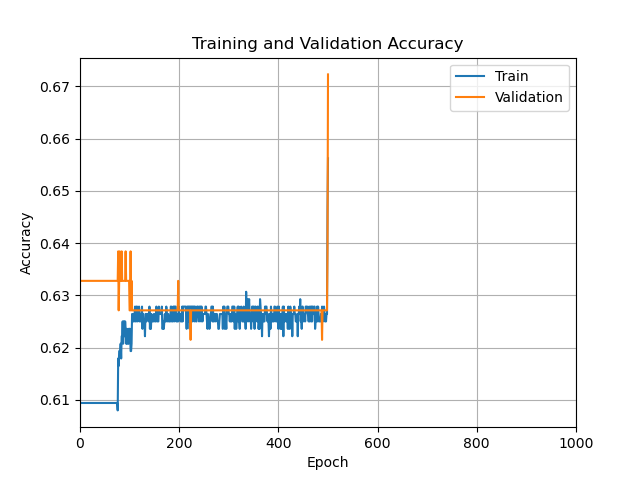 Training and Validation Accuracy
Train
Validation
0.67
0.66
0.65
0.64
0.63
0.62
0.61
Accuracy
0 200 400 600 800 1000
Epoch